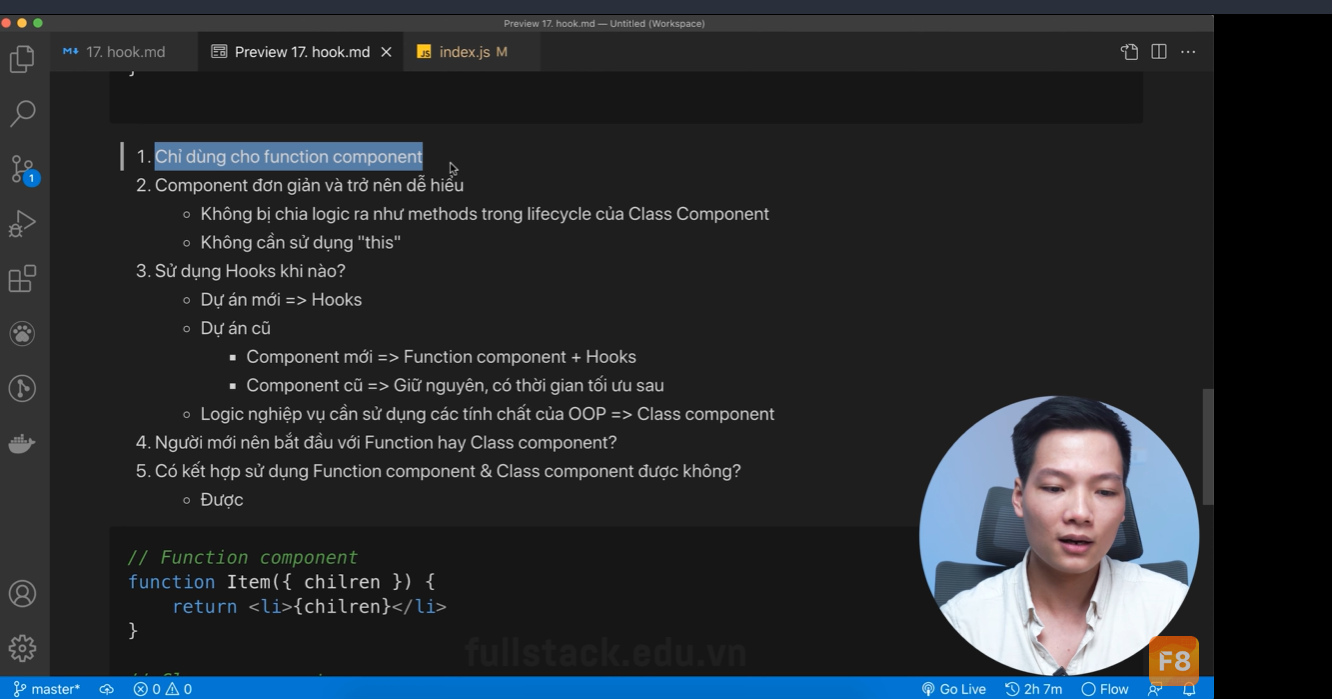 Preview 17. hook.md — Untitled (Workspace)
17. hook.md
Preview 17. hook.md
JS index.js M
}
1. Chỉ dùng cho function component
2. Component đơn giản và trở nên dễ hiểu
Không bị chia logic ra như methods trong lifecycle của Class Component
Không cần sử dụng "this"
3. Sử dụng Hooks khi nào?
Dự án mới => Hooks
Dự án cũ
Component mới => Function component + Hooks
Component cũ => Giữ nguyên, có thời gian tối ưu sau
Logic nghiệp vụ cần sử dụng các tính chất của OOP => Class component
4. Người mới nên bắt đầu với Function hay Class component?
5. Có kết hợp sử dụng Function component & Class component được không?
Được
// Function component
function Item({ chilren }) {
return <li>{chilren}</li>
}
fullstack.edu.vn
F8
1
master*
0
0
Go Live
2h 7m
Flow